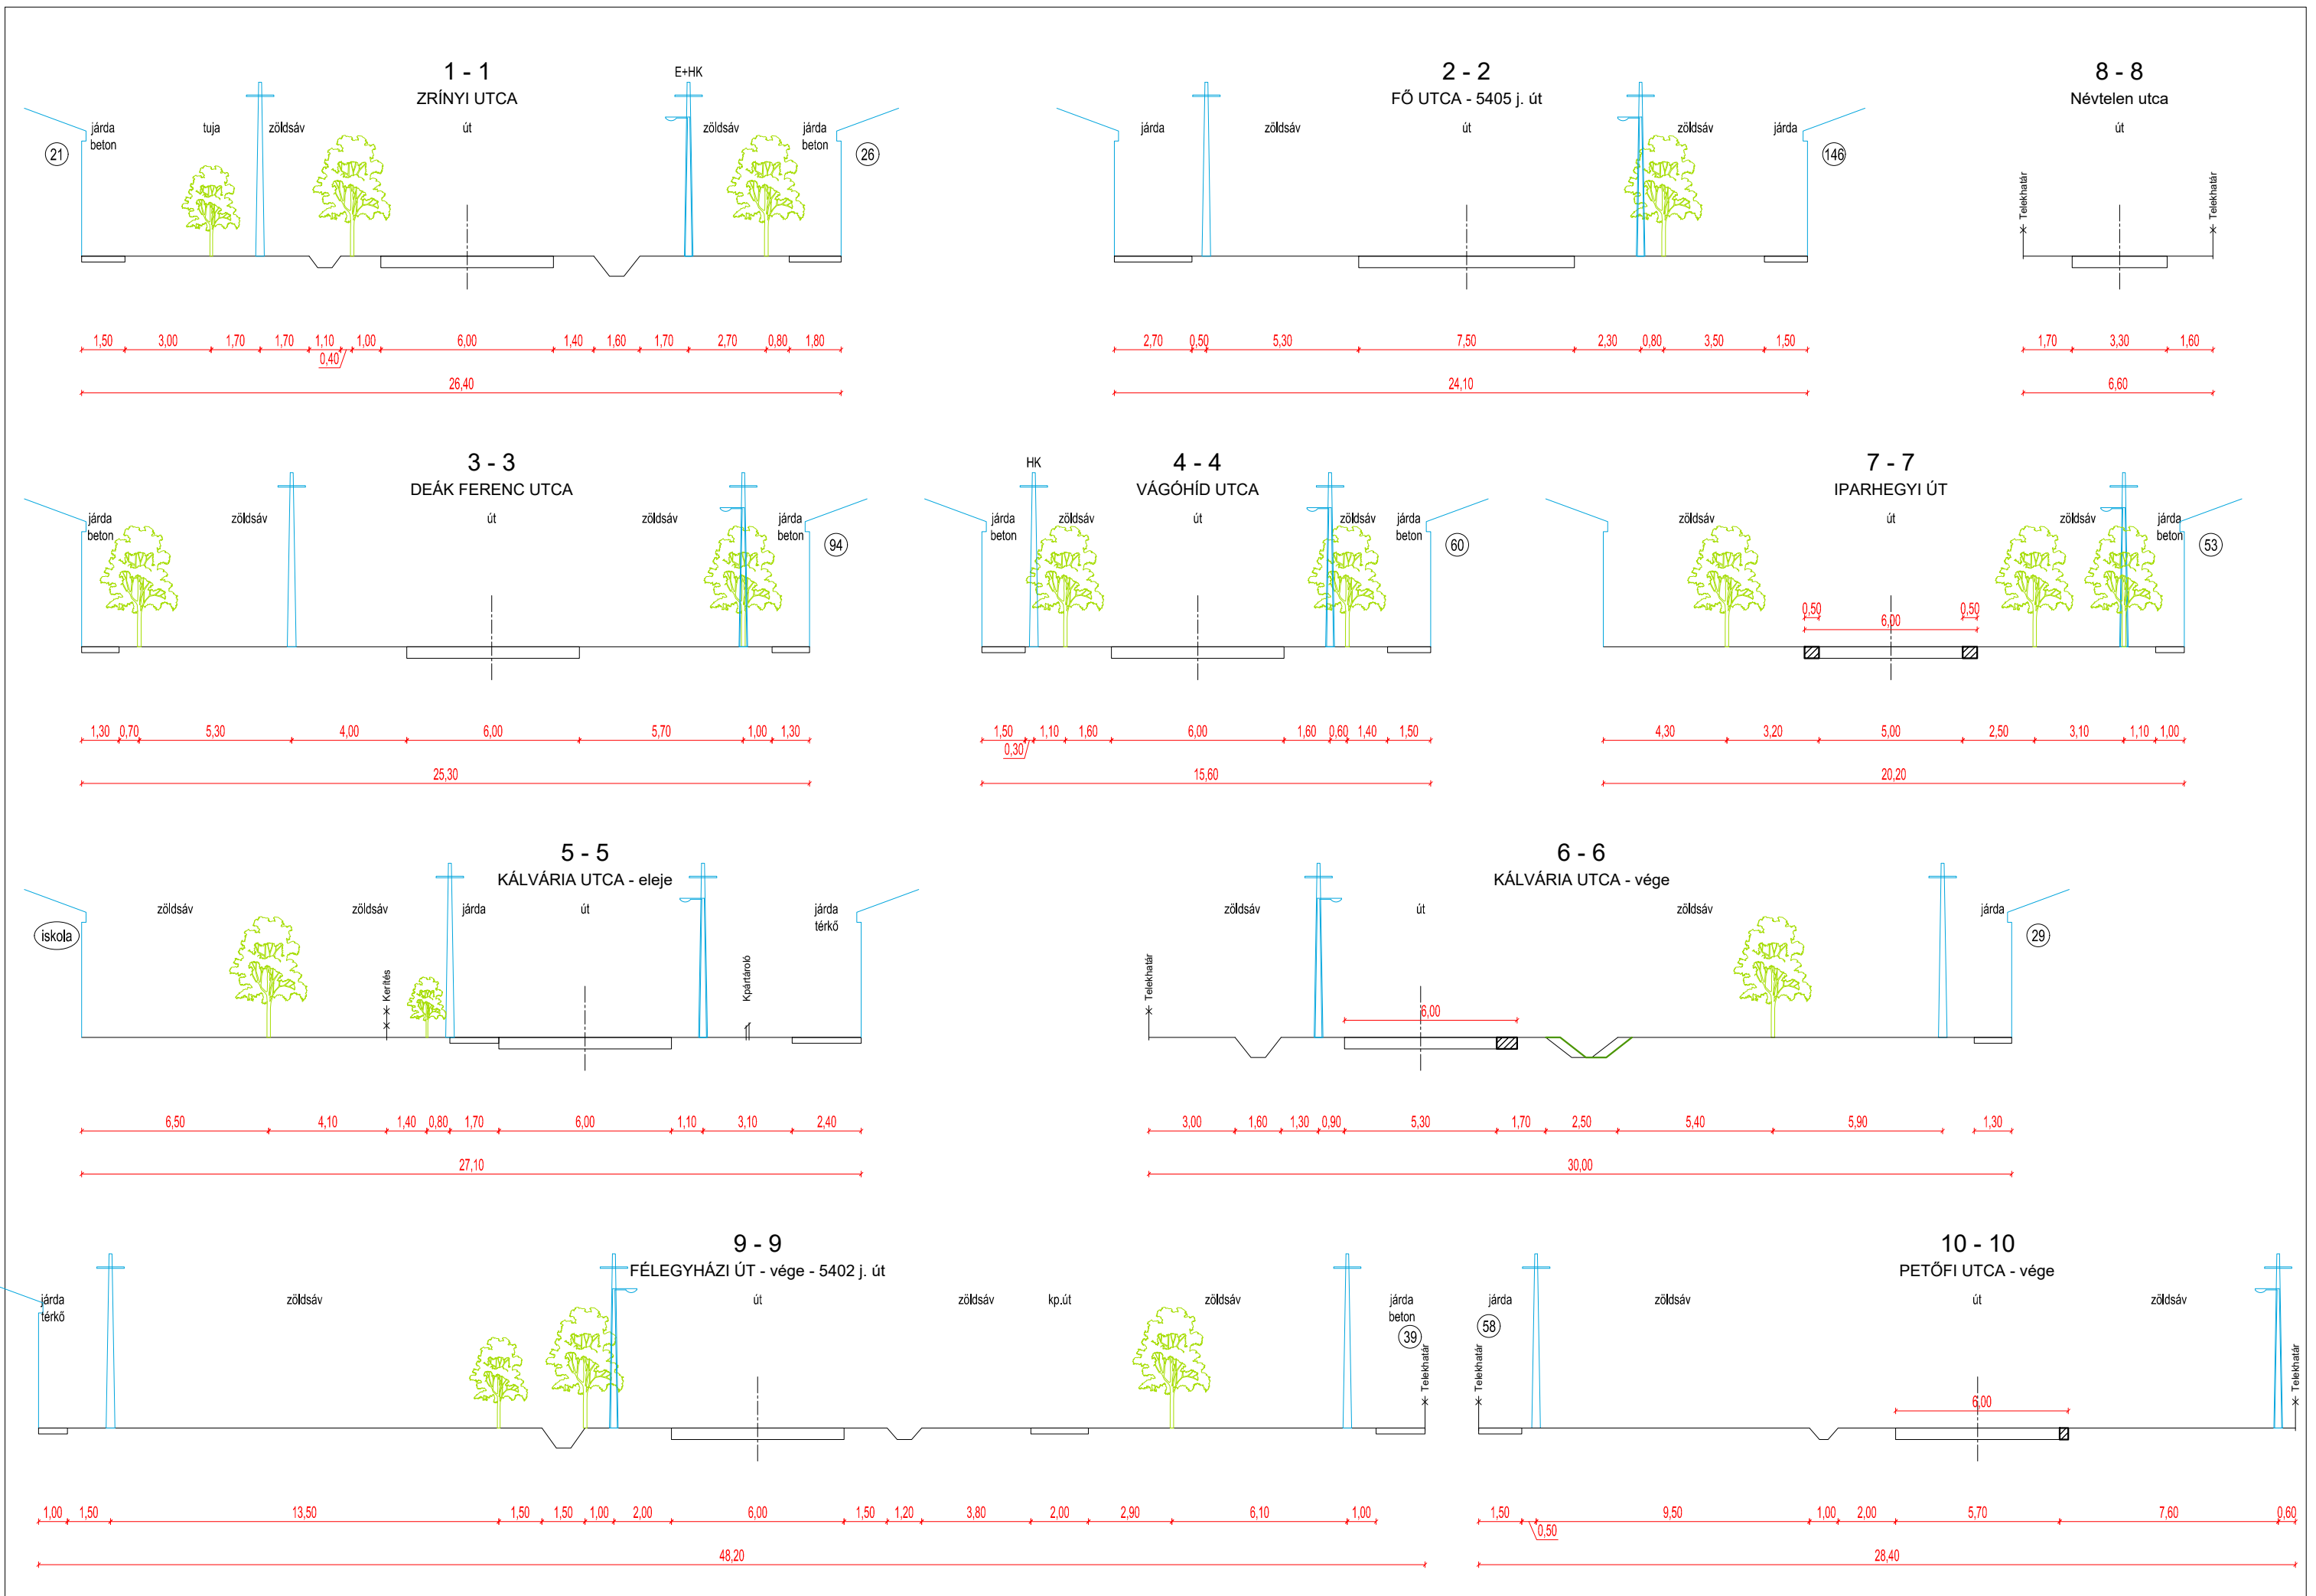 1 - 1
ZRÍNYI UTCA
E+HK
járda
beton
tuja
zöldsáv
út
zöldsáv
járda
beton
21
26
1,50 3,00 1,70 1,70 1,10 1,00 6,00 1,40 1,60 1,70 2,70 0,80 1,80
0,40
26,40
2 - 2
FŐ UTCA - 5405 j. út
járda
zöldsáv
út
zöldsáv
járda
146
2,70 0,50 5,30 7,50 2,30 0,80 3,50 1,50
24,10
8 - 8
Névtelen utca
út
Telekhatár
Telekhatár
1,70 3,30 1,60
6,60
3 - 3
DEÁK FERENC UTCA
járda
beton
zöldsáv
út
zöldsáv
járda
beton
94
1,30 0,70 5,30 4,00 6,00 5,70 1,00 1,30
25,30
4 - 4
VÁGÓHÍD UTCA
HK
járda
beton
zöldsáv
út
zöldsáv
járda
beton
60
1,50 1,10 1,60 6,00 1,60 0,60 1,40 1,50
0,30
15,60
7 - 7
IPARHEGYI ÚT
zöldsáv
út
zöldsáv
járda
beton
53
0,50
0,50
6,00
4,30 3,20 5,00 2,50 3,10 1,10 1,00
20,20
5 - 5
KÁLVÁRIA UTCA - eleje
zöldsáv
zöldsáv
járda
út
járda
térkő
iskola
Kerítés
Kpártároló
6,50 4,10 1,40 0,80 1,70 6,00 1,10 3,10 2,40
27,10
6 - 6
KÁLVÁRIA UTCA - vége
zöldsáv
út
zöldsáv
járda
29
Telekhatár
6,00
3,00 1,60 1,30 0,90 5,30 1,70 2,50 5,40 5,90 1,30
30,00
9 - 9
FÉLEGYHÁZI ÚT - vége - 5402 j. út
járda
térkő
zöldsáv
út
zöldsáv
kp.út
zöldsáv
járda
beton
39
Telekhatár
1,00 1,50 13,50 1,50 1,50 1,00 2,00 6,00 1,50 1,20 3,80 2,00 2,90 6,10 1,00
48,20
10 - 10
PETŐFI UTCA - vége
járda
zöldsáv
út
zöldsáv
58
Telekhatár
Telekhatár
6,00
1,50 9,50 1,00 2,00 5,70 7,60 0,60
0,50
28,40